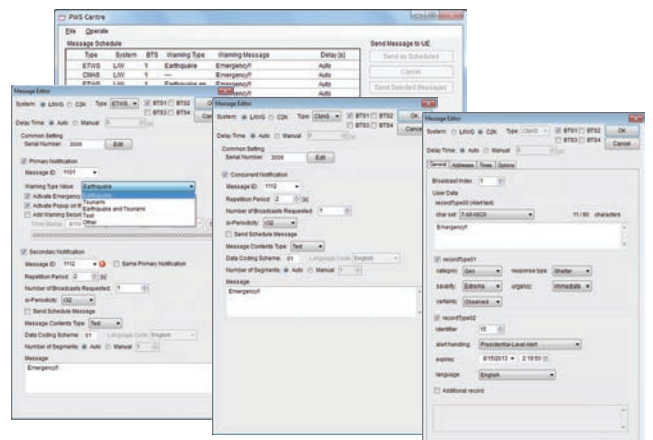 PWS Centre
File Operate
Message Schedule
Send Message to UE
Type System BTS Warning Type Warning Message Delay [s]
ETWS L/W 1 Earthquake Emergency!! Auto
CMAS L/W 1 --- Emergency!! Auto
ETWS L/W 1 Emergency!! Auto
Send as Scheduled
Cancel
Send Selected Messages
Message Editor
System: L/W/G C2K Type ETWS BTS1 BTS2
BTS3 BTS4
Delay Time: Auto Manual
Common Setting
Serial Number: 3006 Edit
Primary Notification
Message ID: 1101
Warning Type Value: Earthquake
Earthquake
Tsunami
Earthquake and Tsunami
Test
Other
Activate Emergency
Activate Popup on
Add Warning
Secondary Notification
Message ID: 1112 Same Primary Notification
Repetition Period: 2 [s]
Number of Broadcasts Requested: 1
si-Periodicity: r32
Send Schedule Message
Message Contents Type: Text
Data Coding Scheme: 01 Language Code: English
Number of Segments: Auto Manual 1
Message
Emergency!!
Message Editor
System: L/W/G C2K Type CMAS BTS1 BTS2 OK
BTS3 BTS4 Cancel
Delay Time: Auto Manual
Common Setting
Serial Number: 3006 Edit
Concurrent Notification
Message ID: 1112
Repetition Period: 2 [s]
Number of Broadcasts Requested: 1
si-Periodicity: r32
Send Schedule Message
Message Contents Type: Text
Data Coding Scheme: 01 Language Code: English
Number of Segments: Auto Manual 1
Message
Emergency!!
Message Editor
System: L/W/G C2K Type CMAS BTS1 BTS2 OK
BTS3 BTS4 Cancel
Delay Time: Auto Manual
General Addresses Times Options
Broadcast Index: 1
User Data
recordType00 (Alert text)
char set: 7-bit ASCII 11 / 90 characters
Emergency!!
recordType01
category: Geo response type: Shelter
severity: Extreme urgency: Immediate
certainty: Observed
recordType02
identifier: 15
alert handling: Presidential-Level Alert
expires: 8/15/2013
language: English
Additional record